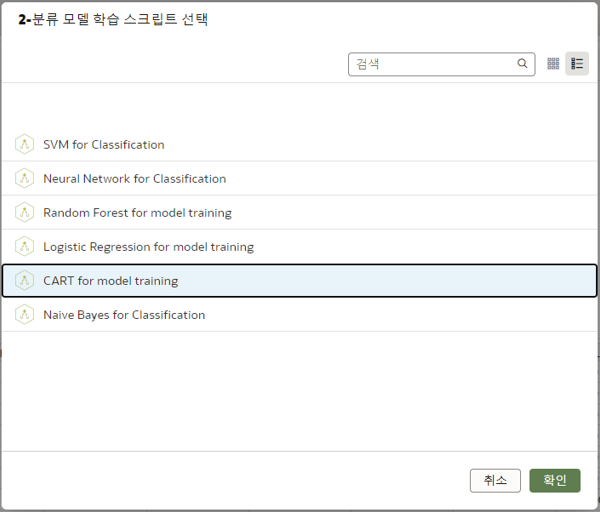 2-분류 모델 학습 스크립트 선택
검색
SVM for Classification
Neural Network for Classification
Random Forest for model training
Logistic Regression for model training
CART for model training
Naive Bayes for Classification
취소 확인